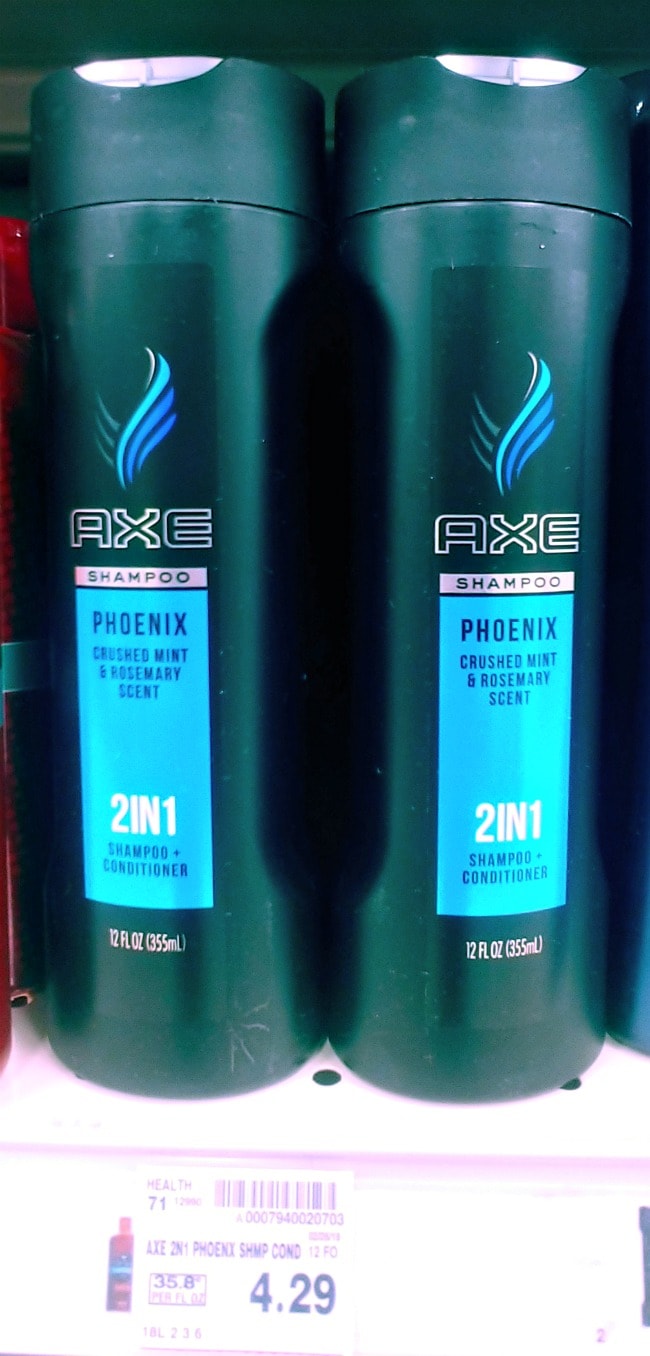 AXE
SHAMPOO
PHOENIX
CRUSHED MINT
& ROSEMARY
SCENT
2IN1
SHAMPOO +
CONDITIONER
12 FL OZ (355mL)
AXE
SHAMPOO
PHOENIX
CRUSHED MINT
& ROSEMARY
SCENT
2IN1
SHAMPOO +
CONDITIONER
12 FL OZ (355mL)
HEALTH
71 12990
A 0007940020703
AXE 2N1 PHOENX SHMP COND 12 FO
35.8¢
PER FL OZ
4.29
18L 2 3 6
2